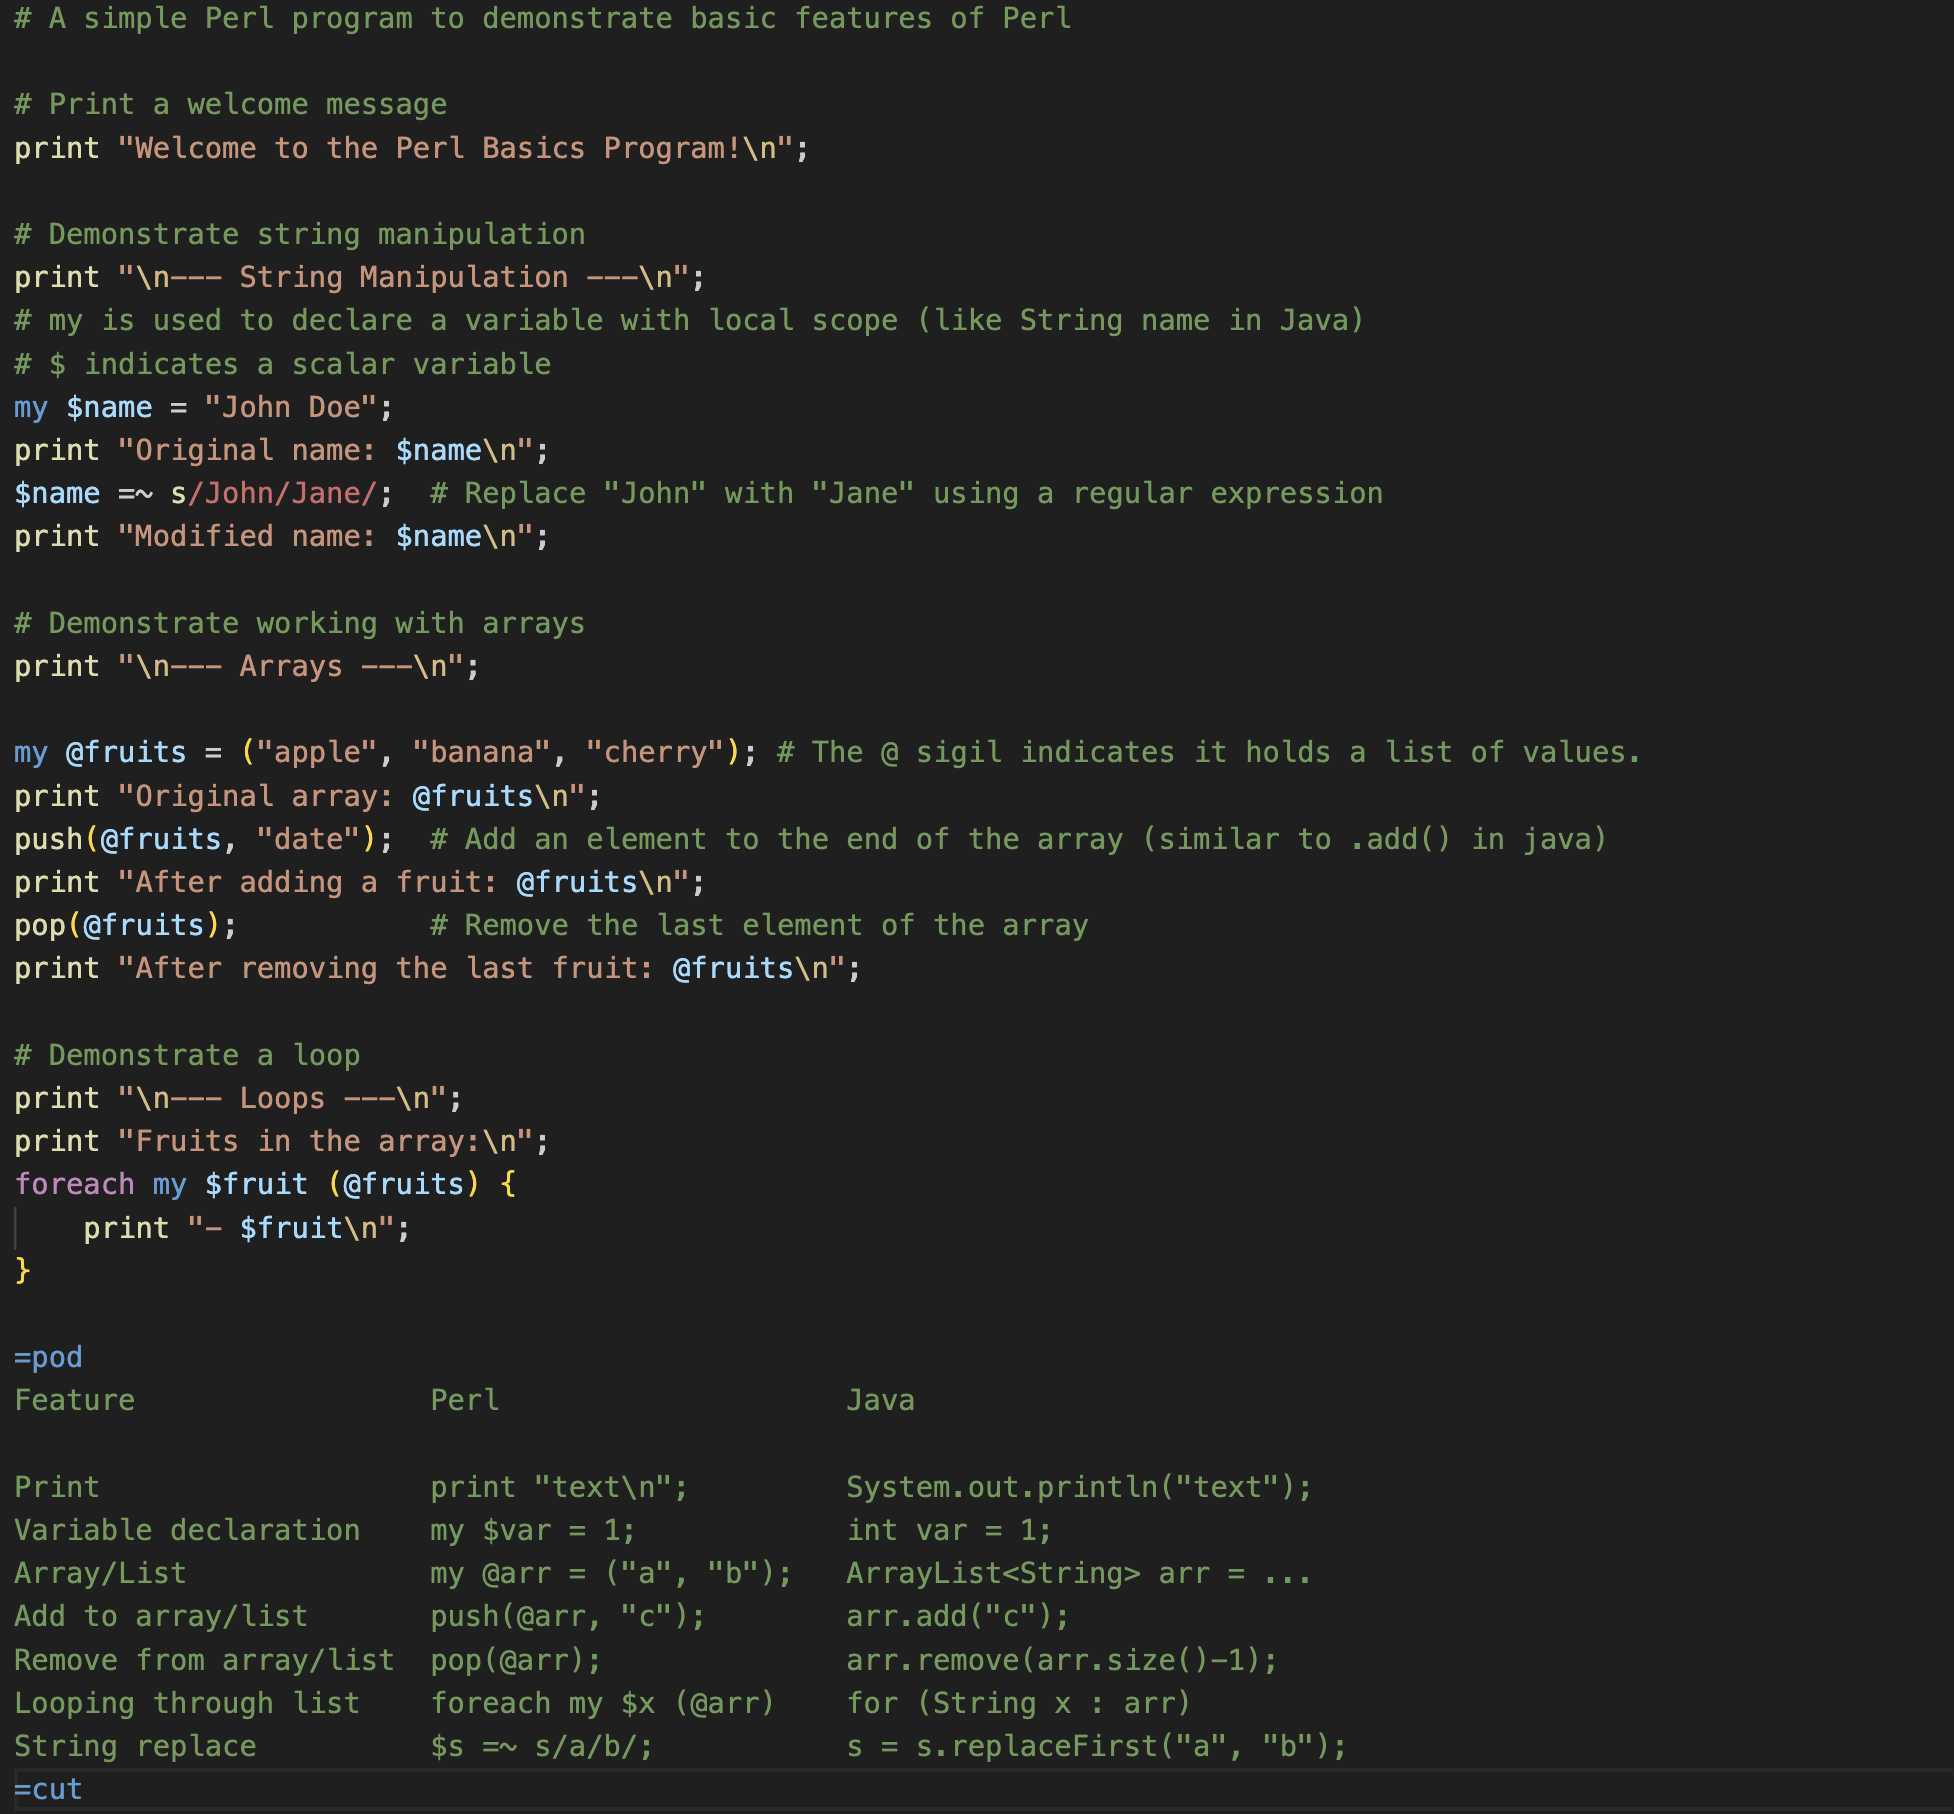 # A simple Perl program to demonstrate basic features of Perl
# Print a welcome message
print "Welcome to the Perl Basics Program!\n";
# Demonstrate string manipulation
print "\n--- String Manipulation ---\n";
# my is used to declare a variable with local scope (like String name in Java)
# $ indicates a scalar variable
my $name = "John Doe";
print "Original name: $name\n";
$name =~ s/John/Jane/;  # Replace "John" with "Jane" using a regular expression
print "Modified name: $name\n";
# Demonstrate working with arrays
print "\n--- Arrays ---\n";
my @fruits = ("apple", "banana", "cherry"); # The @ sigil indicates it holds a list of values.
print "Original array: @fruits\n";
push(@fruits, "date");  # Add an element to the end of the array (similar to .add() in java)
print "After adding a fruit: @fruits\n";
pop(@fruits);           # Remove the last element of the array
print "After removing the last fruit: @fruits\n";
# Demonstrate a loop
print "\n--- Loops ---\n";
print "Fruits in the array:\n";
foreach my $fruit (@fruits) {
    print "- $fruit\n";
}
=pod
Feature                 Perl                    Java
Print                   print "text\n";         System.out.println("text");
Variable declaration    my $var = 1;            int var = 1;
Array/List              my @arr = ("a", "b");   ArrayList<String> arr = ...
Add to array/list       push(@arr, "c");        arr.add("c");
Remove from array/list  pop(@arr);              arr.remove(arr.size()-1);
Looping through list    foreach my $x (@arr)    for (String x : arr)
String replace          $s =~ s/a/b/;           s = s.replaceFirst("a", "b");
=cut